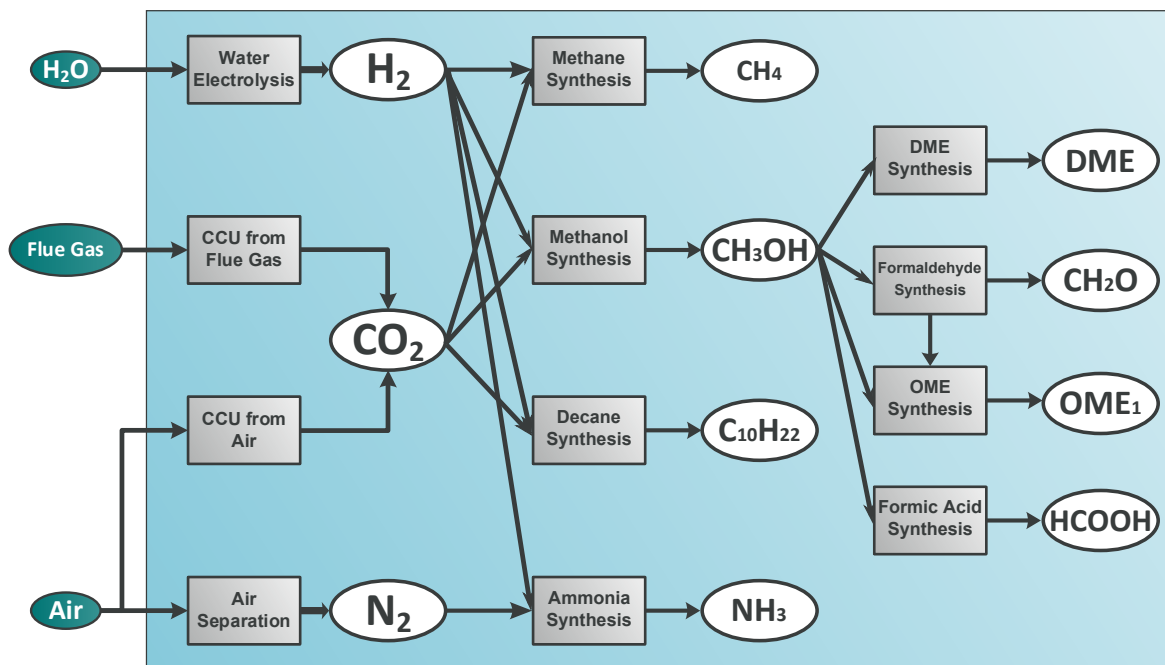 H₂O
Water
Electrolysis
H₂
Methane
Synthesis
CH₄
DME
Synthesis
DME
Flue Gas
CCU from
Flue Gas
Methanol
Synthesis
CH₃OH
Formaldehyde
Synthesis
CH₂O
CO₂
OME
Synthesis
OME₁
CCU from
Air
Decane
Synthesis
C₁₀H₂₂
Formic Acid
Synthesis
HCOOH
Air
Air
Separation
N₂
Ammonia
Synthesis
NH₃